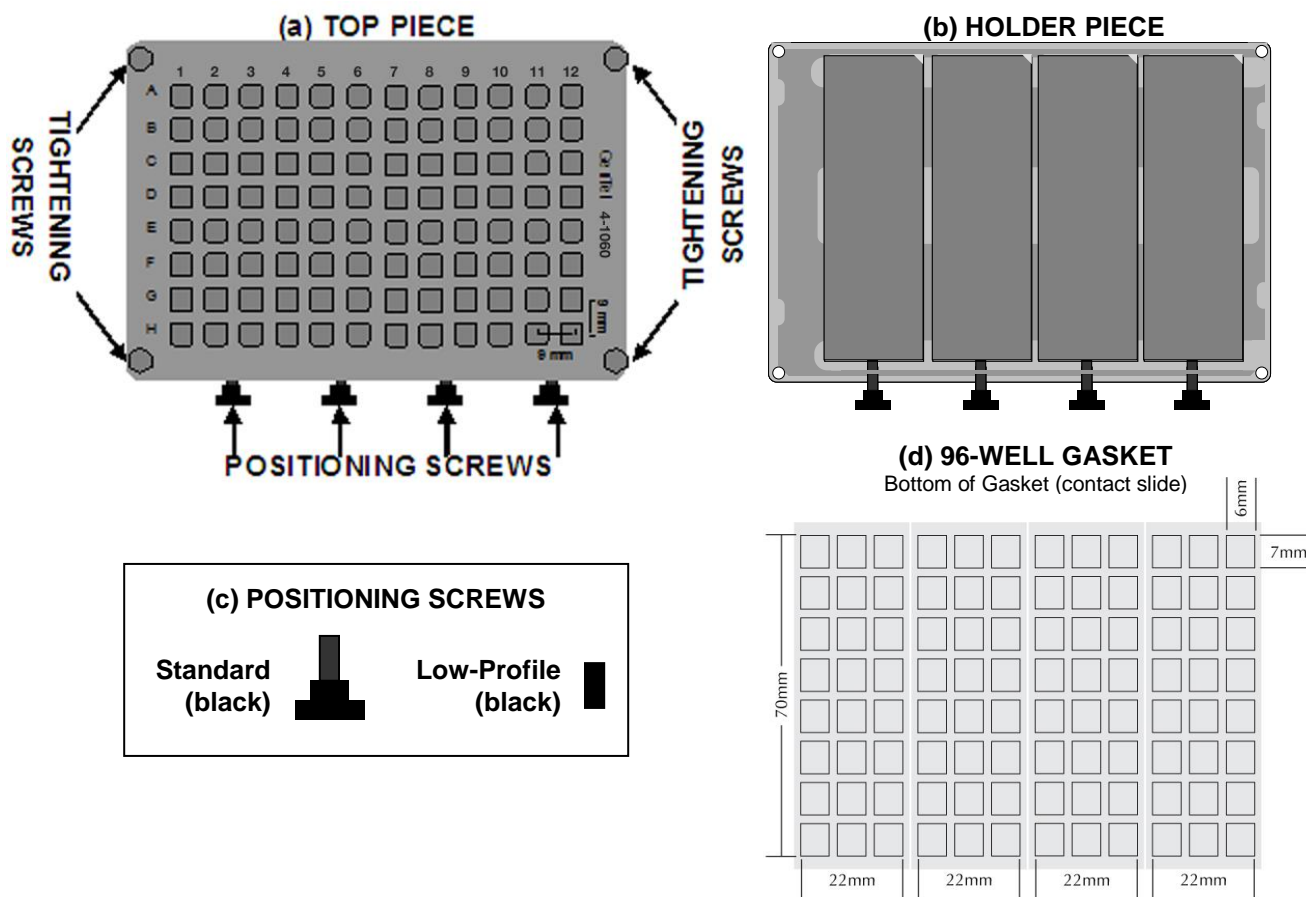 (a) TOP PIECE
TIGHTENING
SCREWS
1 2 3 4 5 6 7 8 9 10 11 12
A
B
C
D
E
F
G
H
4-1060
9 mm
9 mm
TIGHTENING
SCREWS
POSITIONING SCREWS
(b) HOLDER PIECE
(c) POSITIONING SCREWS
Standard
(black)
Low-Profile
(black)
(d) 96-WELL GASKET
Bottom of Gasket (contact slide)
6mm
7mm
70mm
22mm 22mm 22mm 22mm